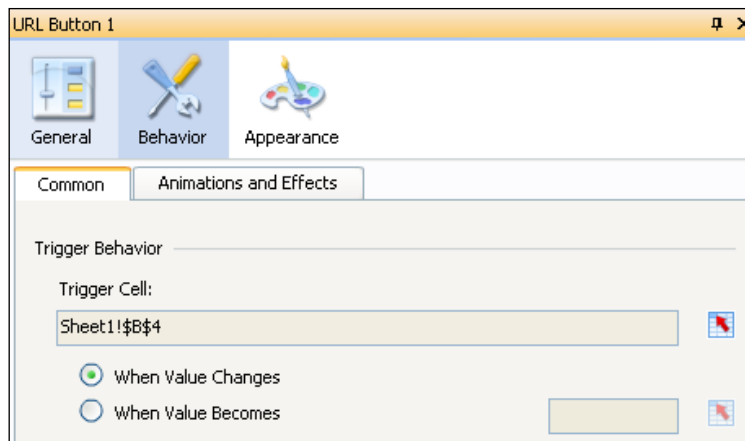 URL Button 1
General
Behavior
Appearance
Common
Animations and Effects
Trigger Behavior
Trigger Cell:
Sheet1!$B$4
When Value Changes
When Value Becomes